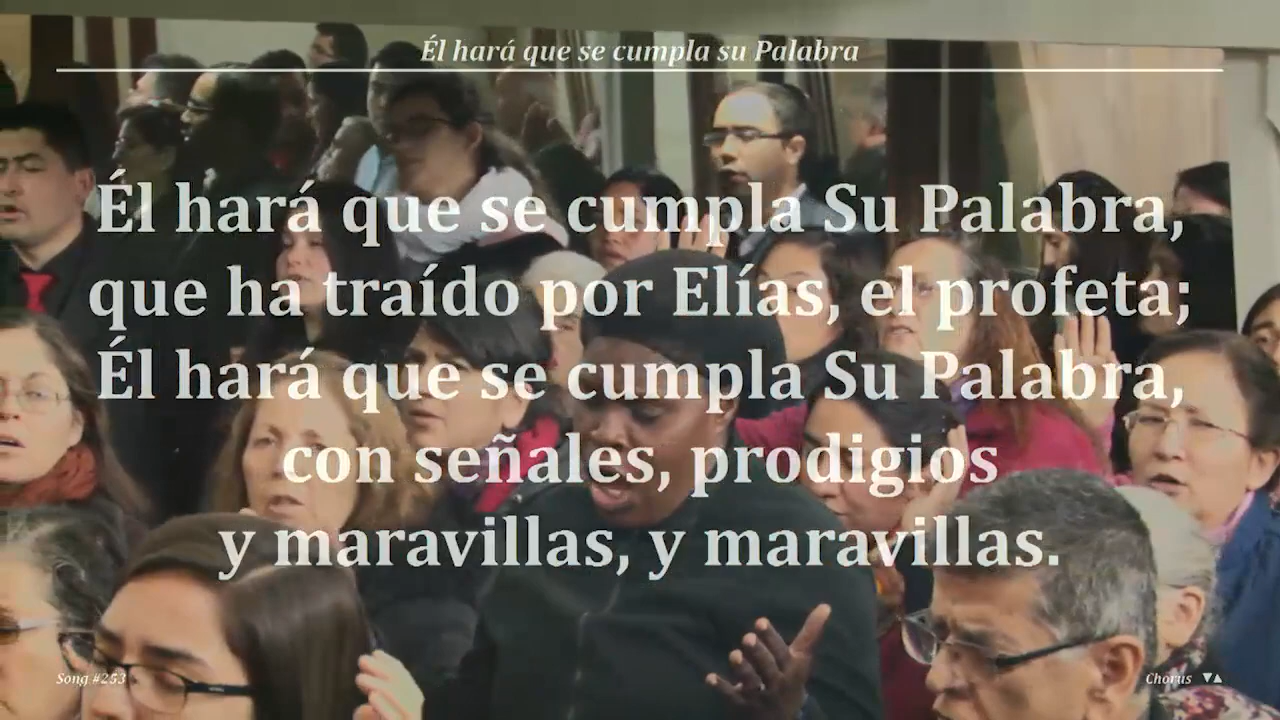 Él hará que se cumpla su Palabra
Él hará que se cumpla Su Palabra,
que ha traído por Elías, el profeta;
Él hará que se cumpla Su Palabra,
con señales, prodigios
y maravillas, y maravillas.
Song #253
Chorus ▼▲